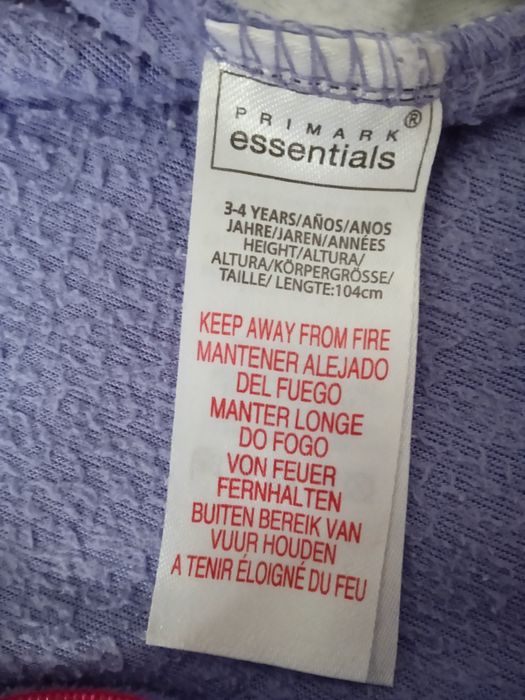 PRIMARK®
essentials
3-4 YEARS/AÑOS/ANOS
JAHRE/JAREN/ANNÉES
HEIGHT/ALTURA/
ALTURA/KÖRPERGRÖSSE/
TAILLE/ LENGTE:104cm
KEEP AWAY FROM FIRE
MANTENER ALEJADO
DEL FUEGO
MANTER LONGE
DO FOGO
VON FEUER
FERNHALTEN
BUITEN BEREIK VAN
VUUR HOUDEN
A TENIR ÉLOIGNÉ DU FEU